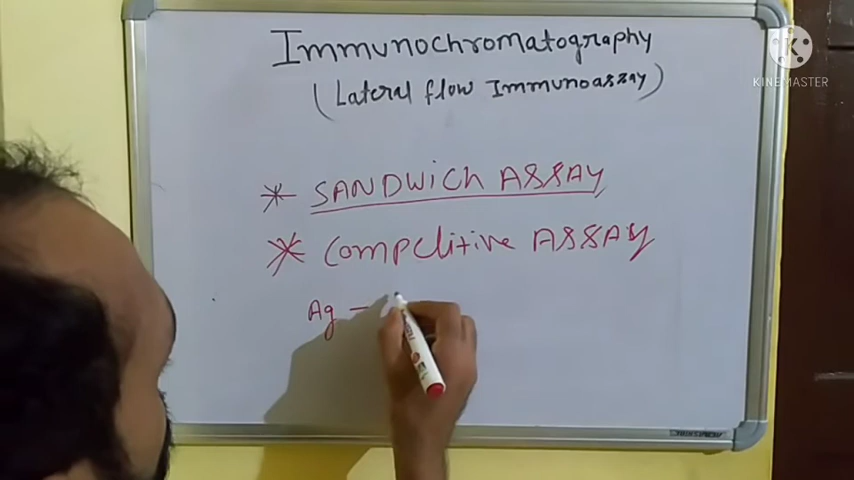 Immunochromatography
(Lateral flow Immunoassay)
* SANDWICH ASSAY
* Competitive ASSAY
Ag -
KINEMASTER